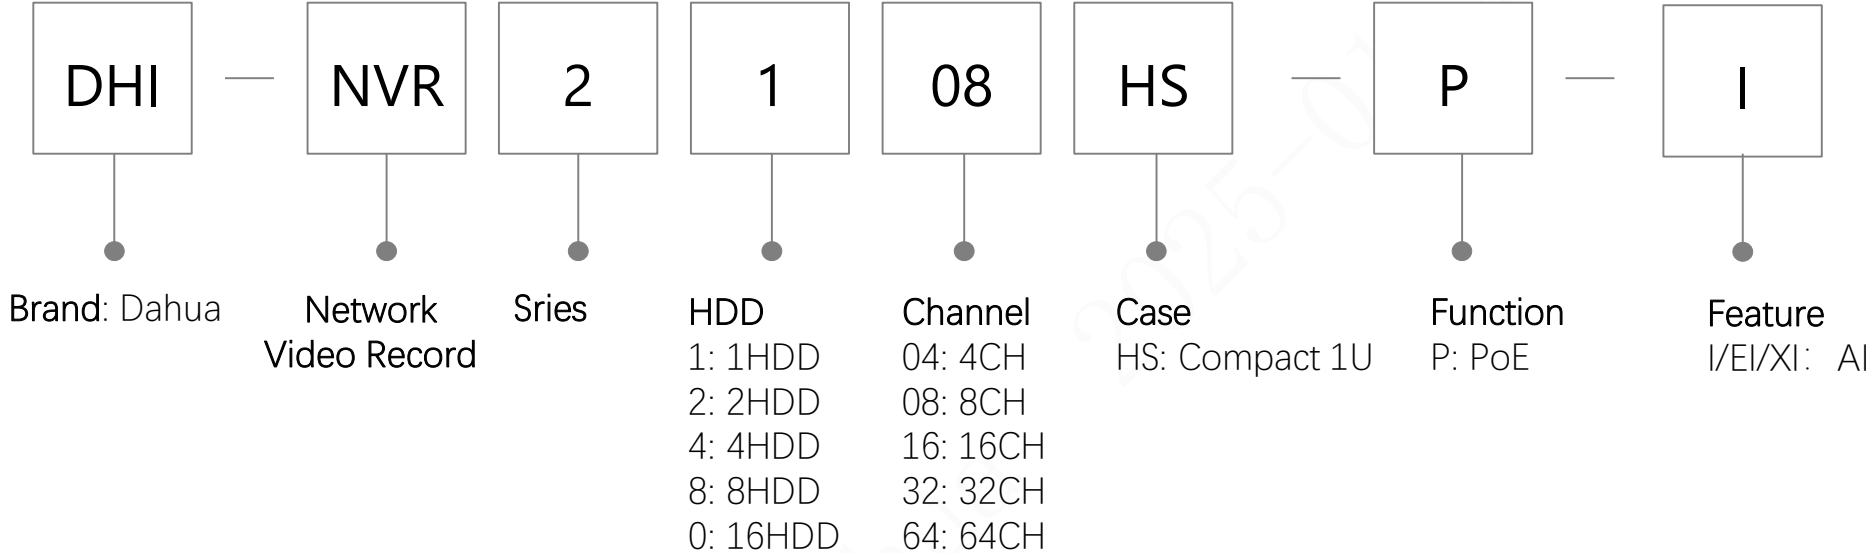 DHI — NVR 2 1 08 HS — P — I
Brand: Dahua
Network
Video Record
Sries
HDD
1: 1HDD
2: 2HDD
4: 4HDD
8: 8HDD
0: 16HDD
Channel
04: 4CH
08: 8CH
16: 16CH
32: 32CH
64: 64CH
Case
HS: Compact 1U
Function
P: PoE
Feature
I/EI/XI： AI